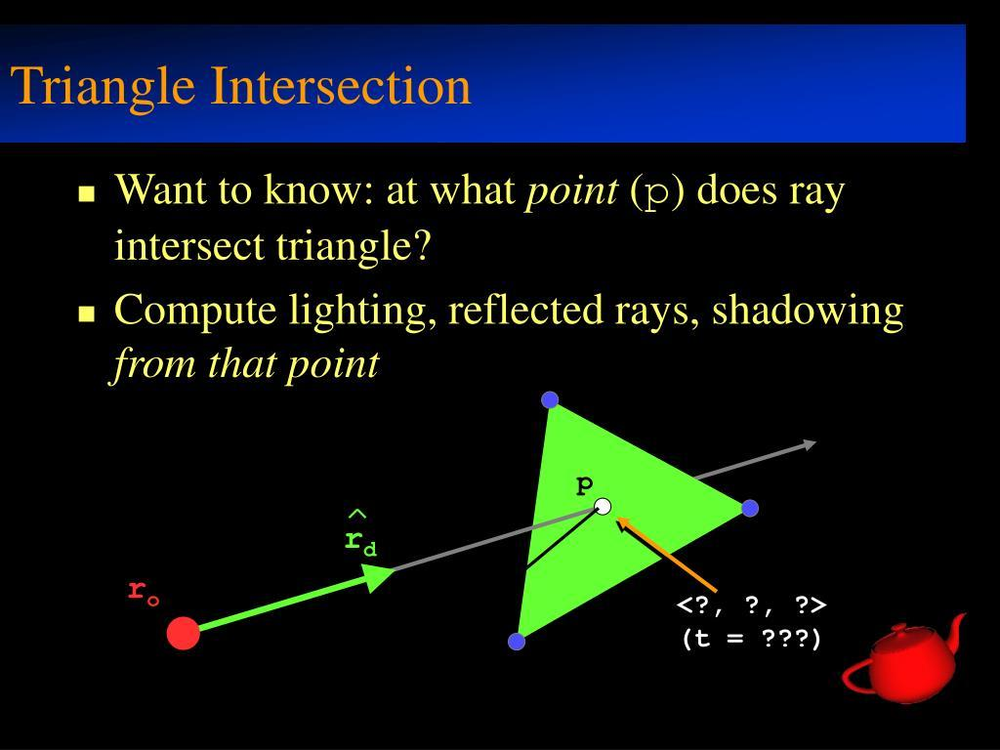 Triangle Intersection
Want to know: at what point (p) does ray
intersect triangle?
Compute lighting, reflected rays, shadowing
from that point
p
^
rd
ro
<?, ?, ?>
(t = ???)